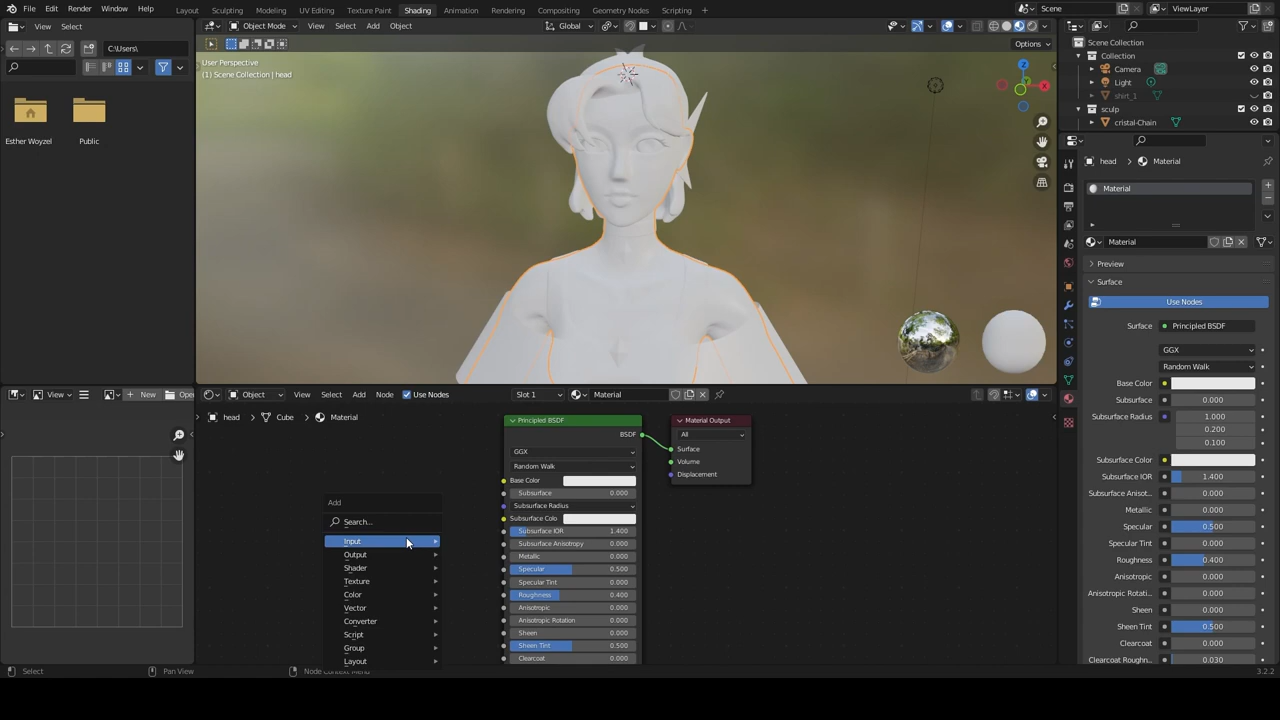 File Edit Render Window Help Layout Sculpting Modeling UV Editing Texture Paint Shading Animation Rendering Compositing Geometry Nodes Scripting Scene ViewLayer
View Select Object Mode View Select Add Object Global
C:\Users\ Options
Esther Woyzel Public
User Perspective
(1) Scene Collection | head
Scene Collection
Collection
Camera
Light
shirt_1
sculp
cristal-Chain
head Material
Material
Material
Preview
Surface
Use Nodes
Surface Principled BSDF
GGX
Random Walk
Base Color
Subsurface 0.000
Subsurface Radius 1.000
0.200
0.100
Subsurface Color
Subsurface IOR 1.400
Subsurface Anisot... 0.000
Metallic 0.000
Specular 0.500
Specular Tint 0.000
Roughness 0.400
Anisotropic 0.000
Anisotropic Rotati... 0.000
Sheen 0.000
Sheen Tint 0.500
Clearcoat 0.000
Clearcoat Roughn... 0.030
View New Open
Object View Select Add Node Use Nodes Slot 1 Material
head Cube Material
Add
Search...
Input
Output
Shader
Texture
Color
Vector
Converter
Script
Group
Layout
Principled BSDF
BSDF
GGX
Random Walk
Base Color
Subsurface 0.000
Subsurface Radius
Subsurface Colo
Subsurface IOR 1.400
Subsurface Anisotropy 0.000
Metallic 0.000
Specular 0.500
Specular Tint 0.000
Roughness 0.400
Anisotropic 0.000
Anisotropic Rotation 0.000
Sheen 0.000
Sheen Tint 0.500
Clearcoat 0.000
Material Output
All
Surface
Volume
Displacement
Select Pan View Node Context Menu 3.2.2